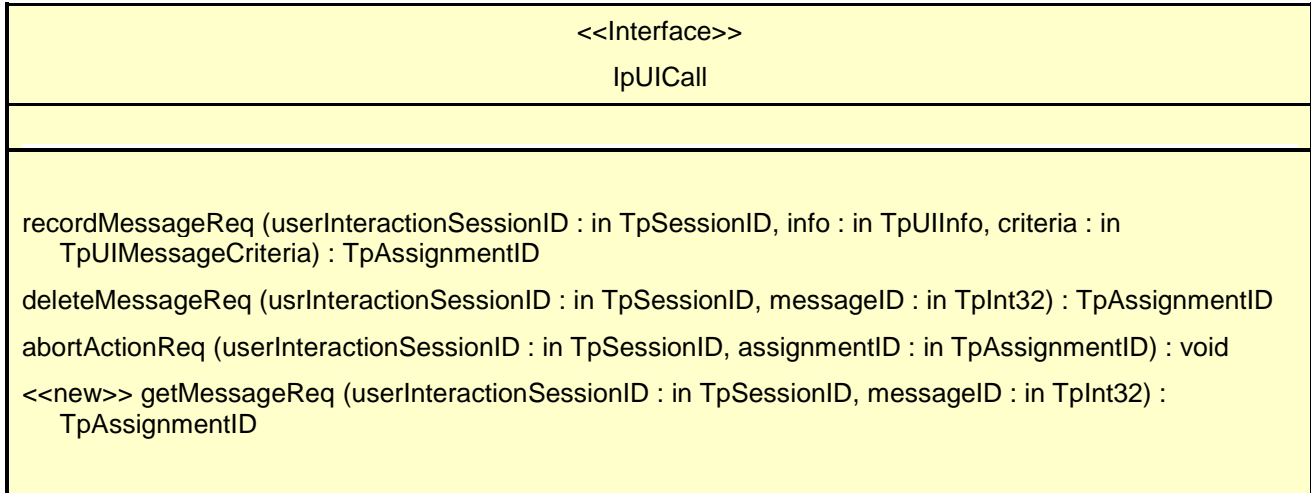 <<Interface>>
IpUICall
recordMessageReq (userInteractionSessionID : in TpSessionID, info : in TpUIInfo, criteria : in
TpUIMessageCriteria) : TpAssignmentID
deleteMessageReq (usrInteractionSessionID : in TpSessionID, messageID : in TpInt32) : TpAssignmentID
abortActionReq (userInteractionSessionID : in TpSessionID, assignmentID : in TpAssignmentID) : void
<<new>> getMessageReq (userInteractionSessionID : in TpSessionID, messageID : in TpInt32) :
TpAssignmentID